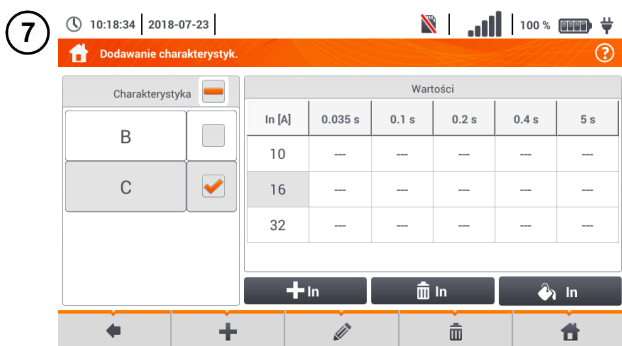 7
10:18:34 2018-07-23 100 %
Dodawanie charakterystyk. ?
Charakterystyka
B
C
Wartości
In [A] 0.035 s 0.1 s 0.2 s 0.4 s 5 s
10 --- --- --- --- ---
16 --- --- --- --- ---
32 --- --- --- --- ---
+ In In In